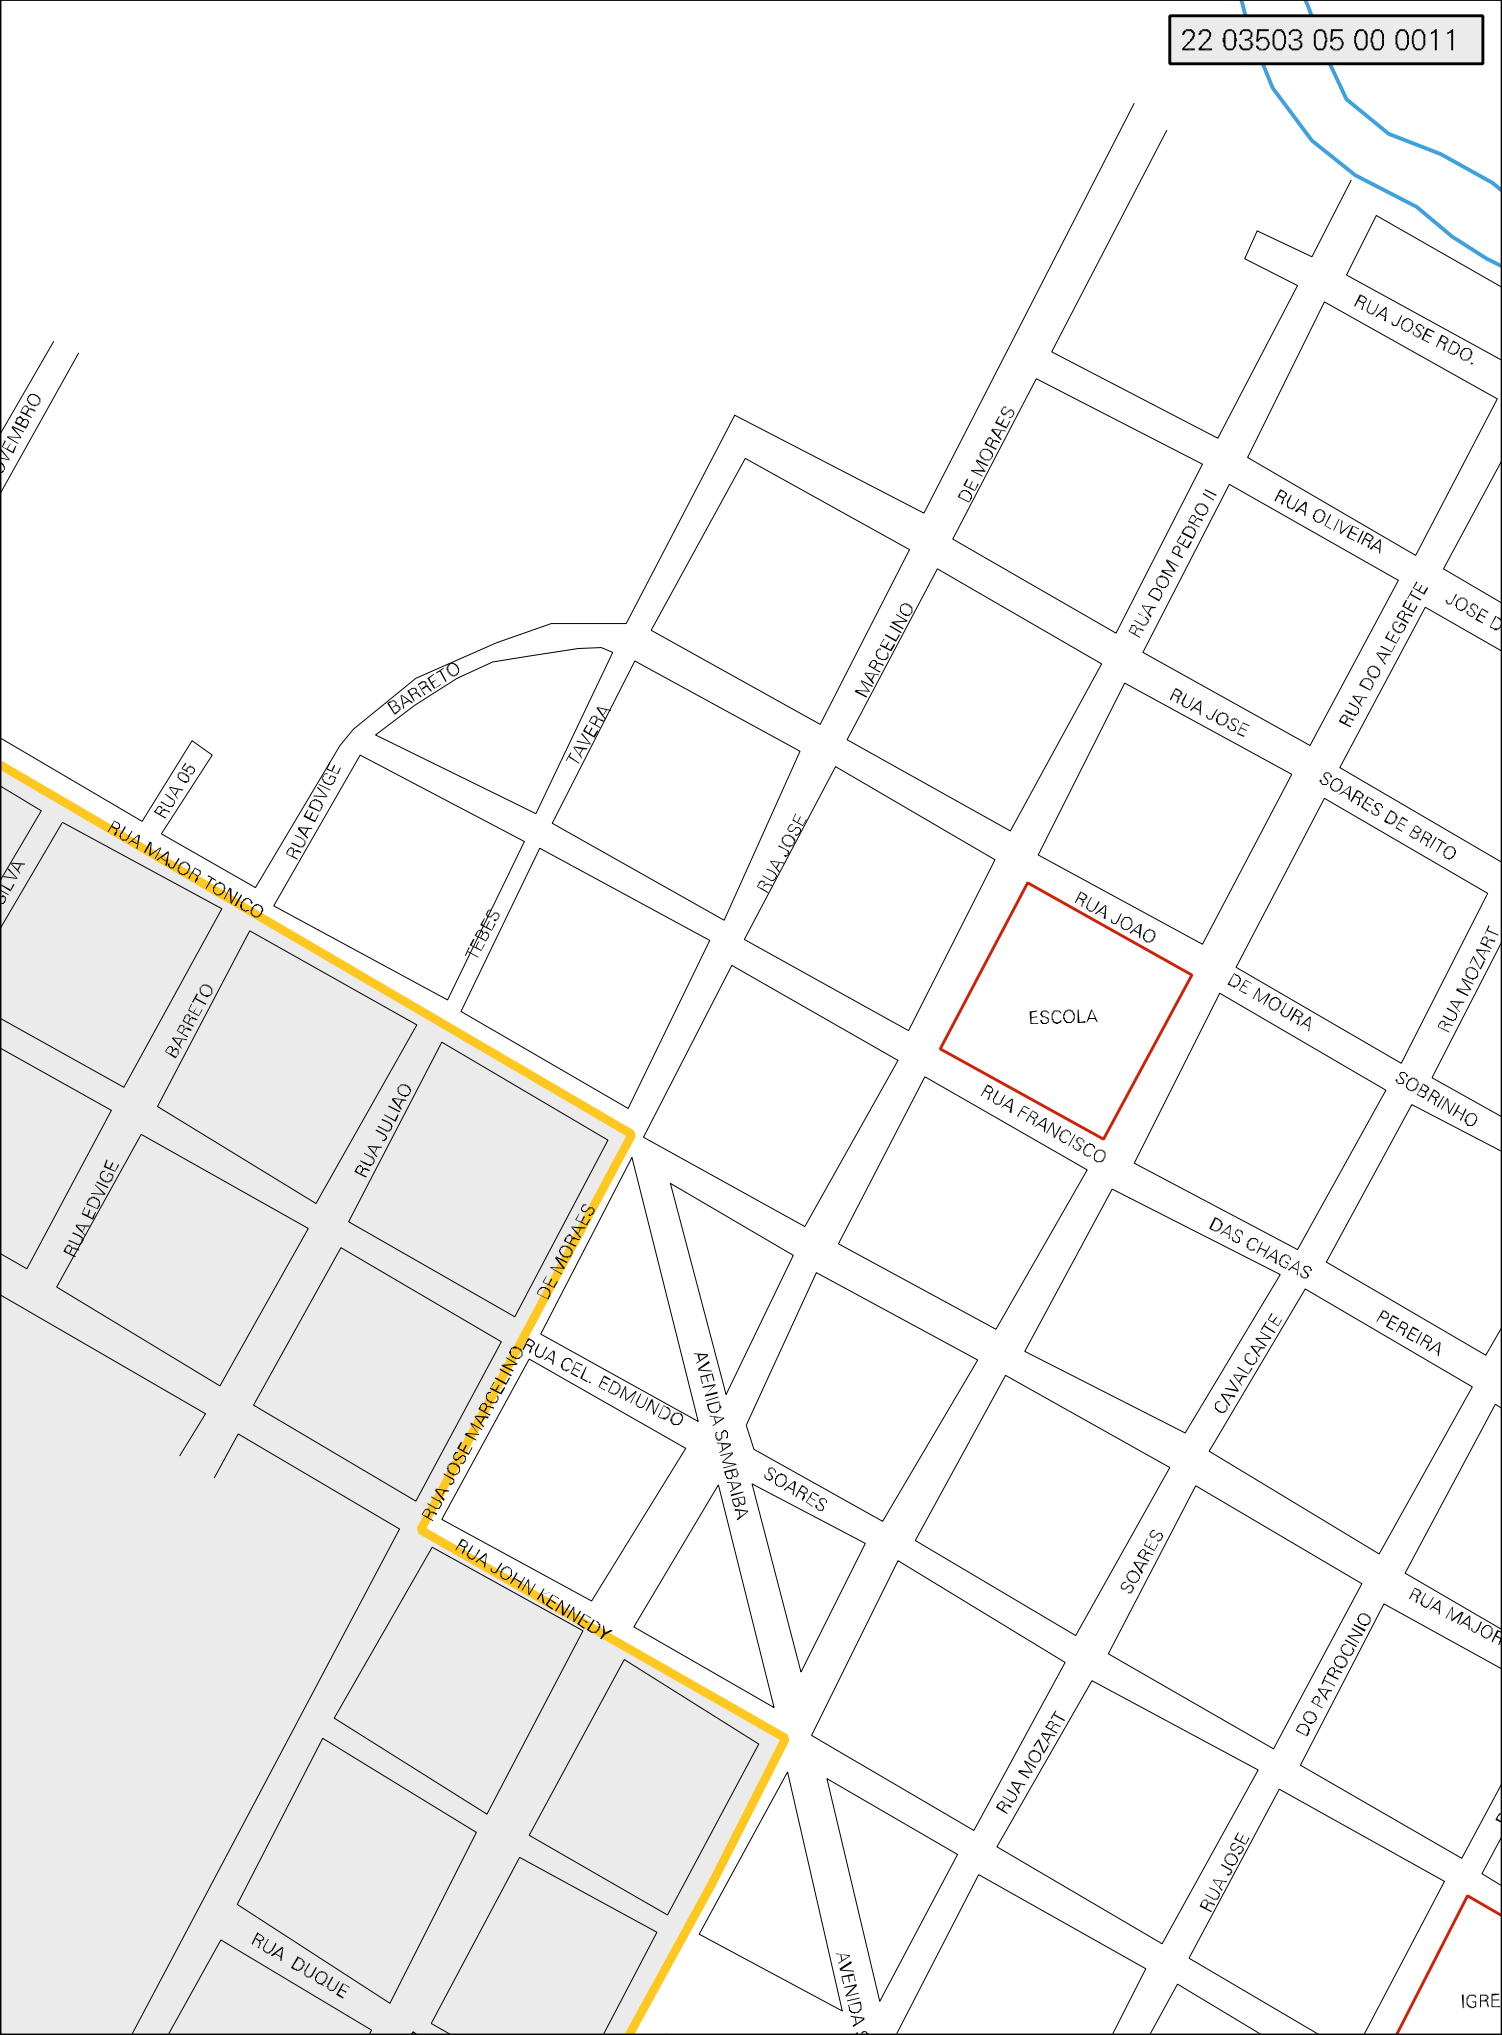 22 03503 05 00 0011
RUA JOSE RDO.
DE MORAES
RUA OLIVEIRA
RUA DOM PEDRO II
RUA DO ALEGRETE
MARCELINO
BARRETO
TAVERA
RUA JOSE
SOARES DE BRITO
RUA 05
RUA EDVIGE
RUA JOSE
RUA MAJOR TONICO
TEBES
RUA JOAO
RUA MOZART
DE MOURA
ESCOLA
BARRETO
SOBRINHO
RUA JULIAO
RUA FRANCISCO
RUA EDVIGE
DE MORAES
DAS CHAGAS
PEREIRA
CAVALCANTE
RUA CEL. EDMUNDO
AVENIDA SAMBAIBA
RUA JOSE MARCELINO
SOARES
SOARES
RUA JOHN KENNEDY
RUA MAJOR
DO PATROCINIO
RUA MOZART
RUA JOSE
RUA DUQUE
AVENIDA